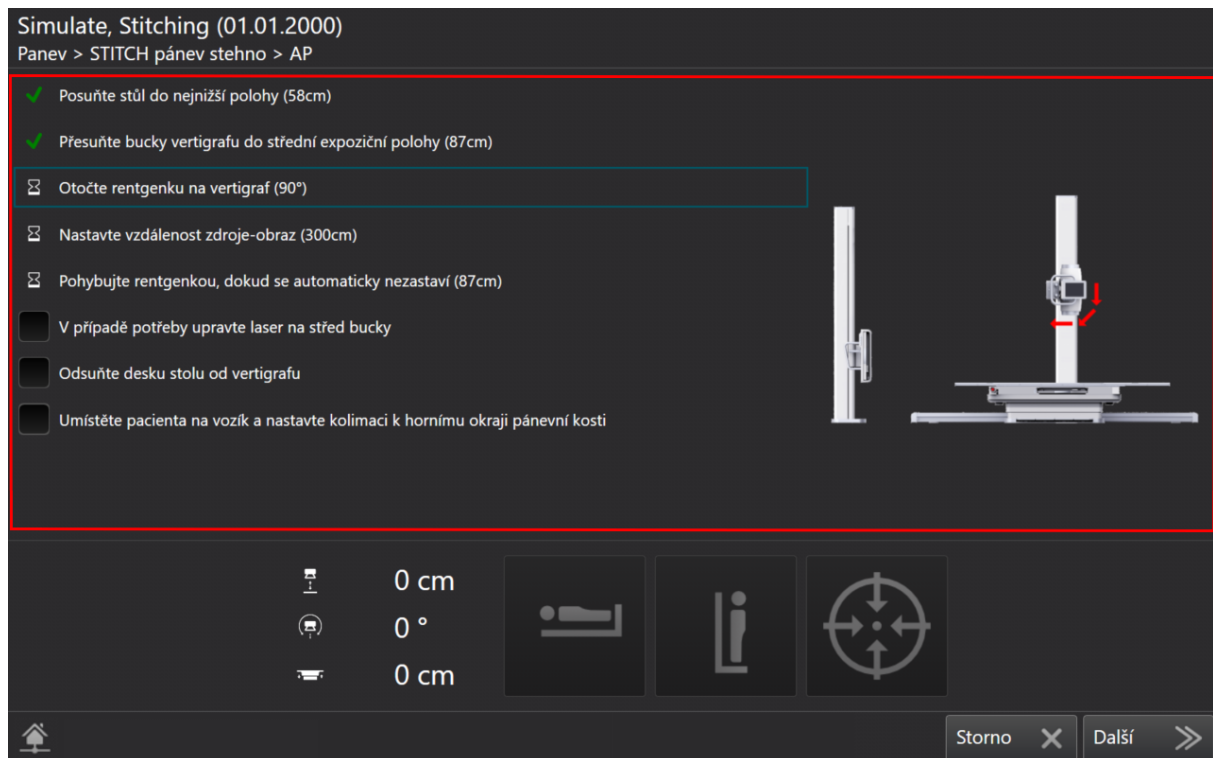 Simulate, Stitching (01.01.2000)
Panev > STITCH pánev stehno > AP
Posuňte stůl do nejnižší polohy (58cm)
Přesuňte bucky vertigrafu do střední expoziční polohy (87cm)
Otočte rentgenku na vertigraf (90°)
Nastavte vzdálenost zdroje-obraz (300cm)
Pohybujte rentgenkou, dokud se automaticky nezastaví (87cm)
V případě potřeby upravte laser na střed bucky
Odsuňte desku stolu od vertigrafu
Umístěte pacienta na vozík a nastavte kolimaci k hornímu okraji pánevní kosti
0 cm
0 °
0 cm
Storno
Další